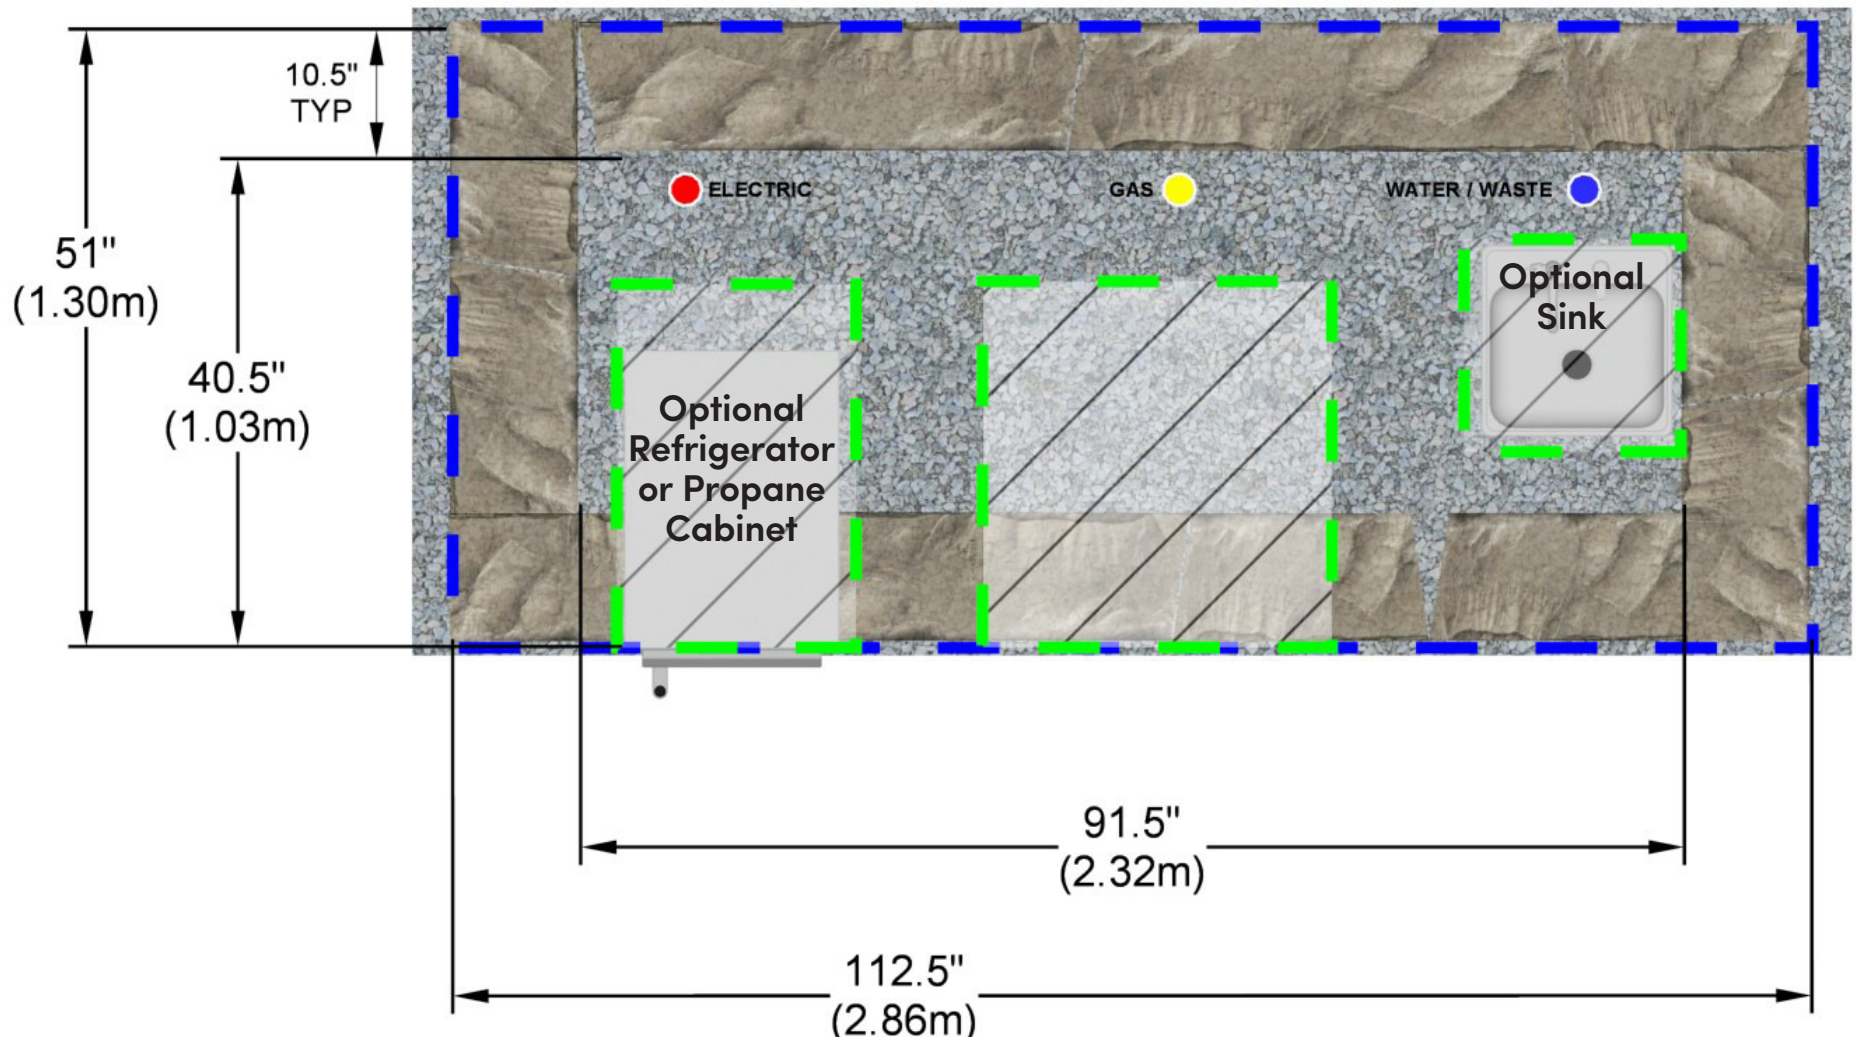 10.5"
TYP
ELECTRIC
GAS
WATER / WASTE
51"
(1.30m)
Optional
Sink
40.5"
(1.03m)
Optional
Refrigerator
or Propane
Cabinet
91.5"
(2.32m)
112.5"
(2.86m)